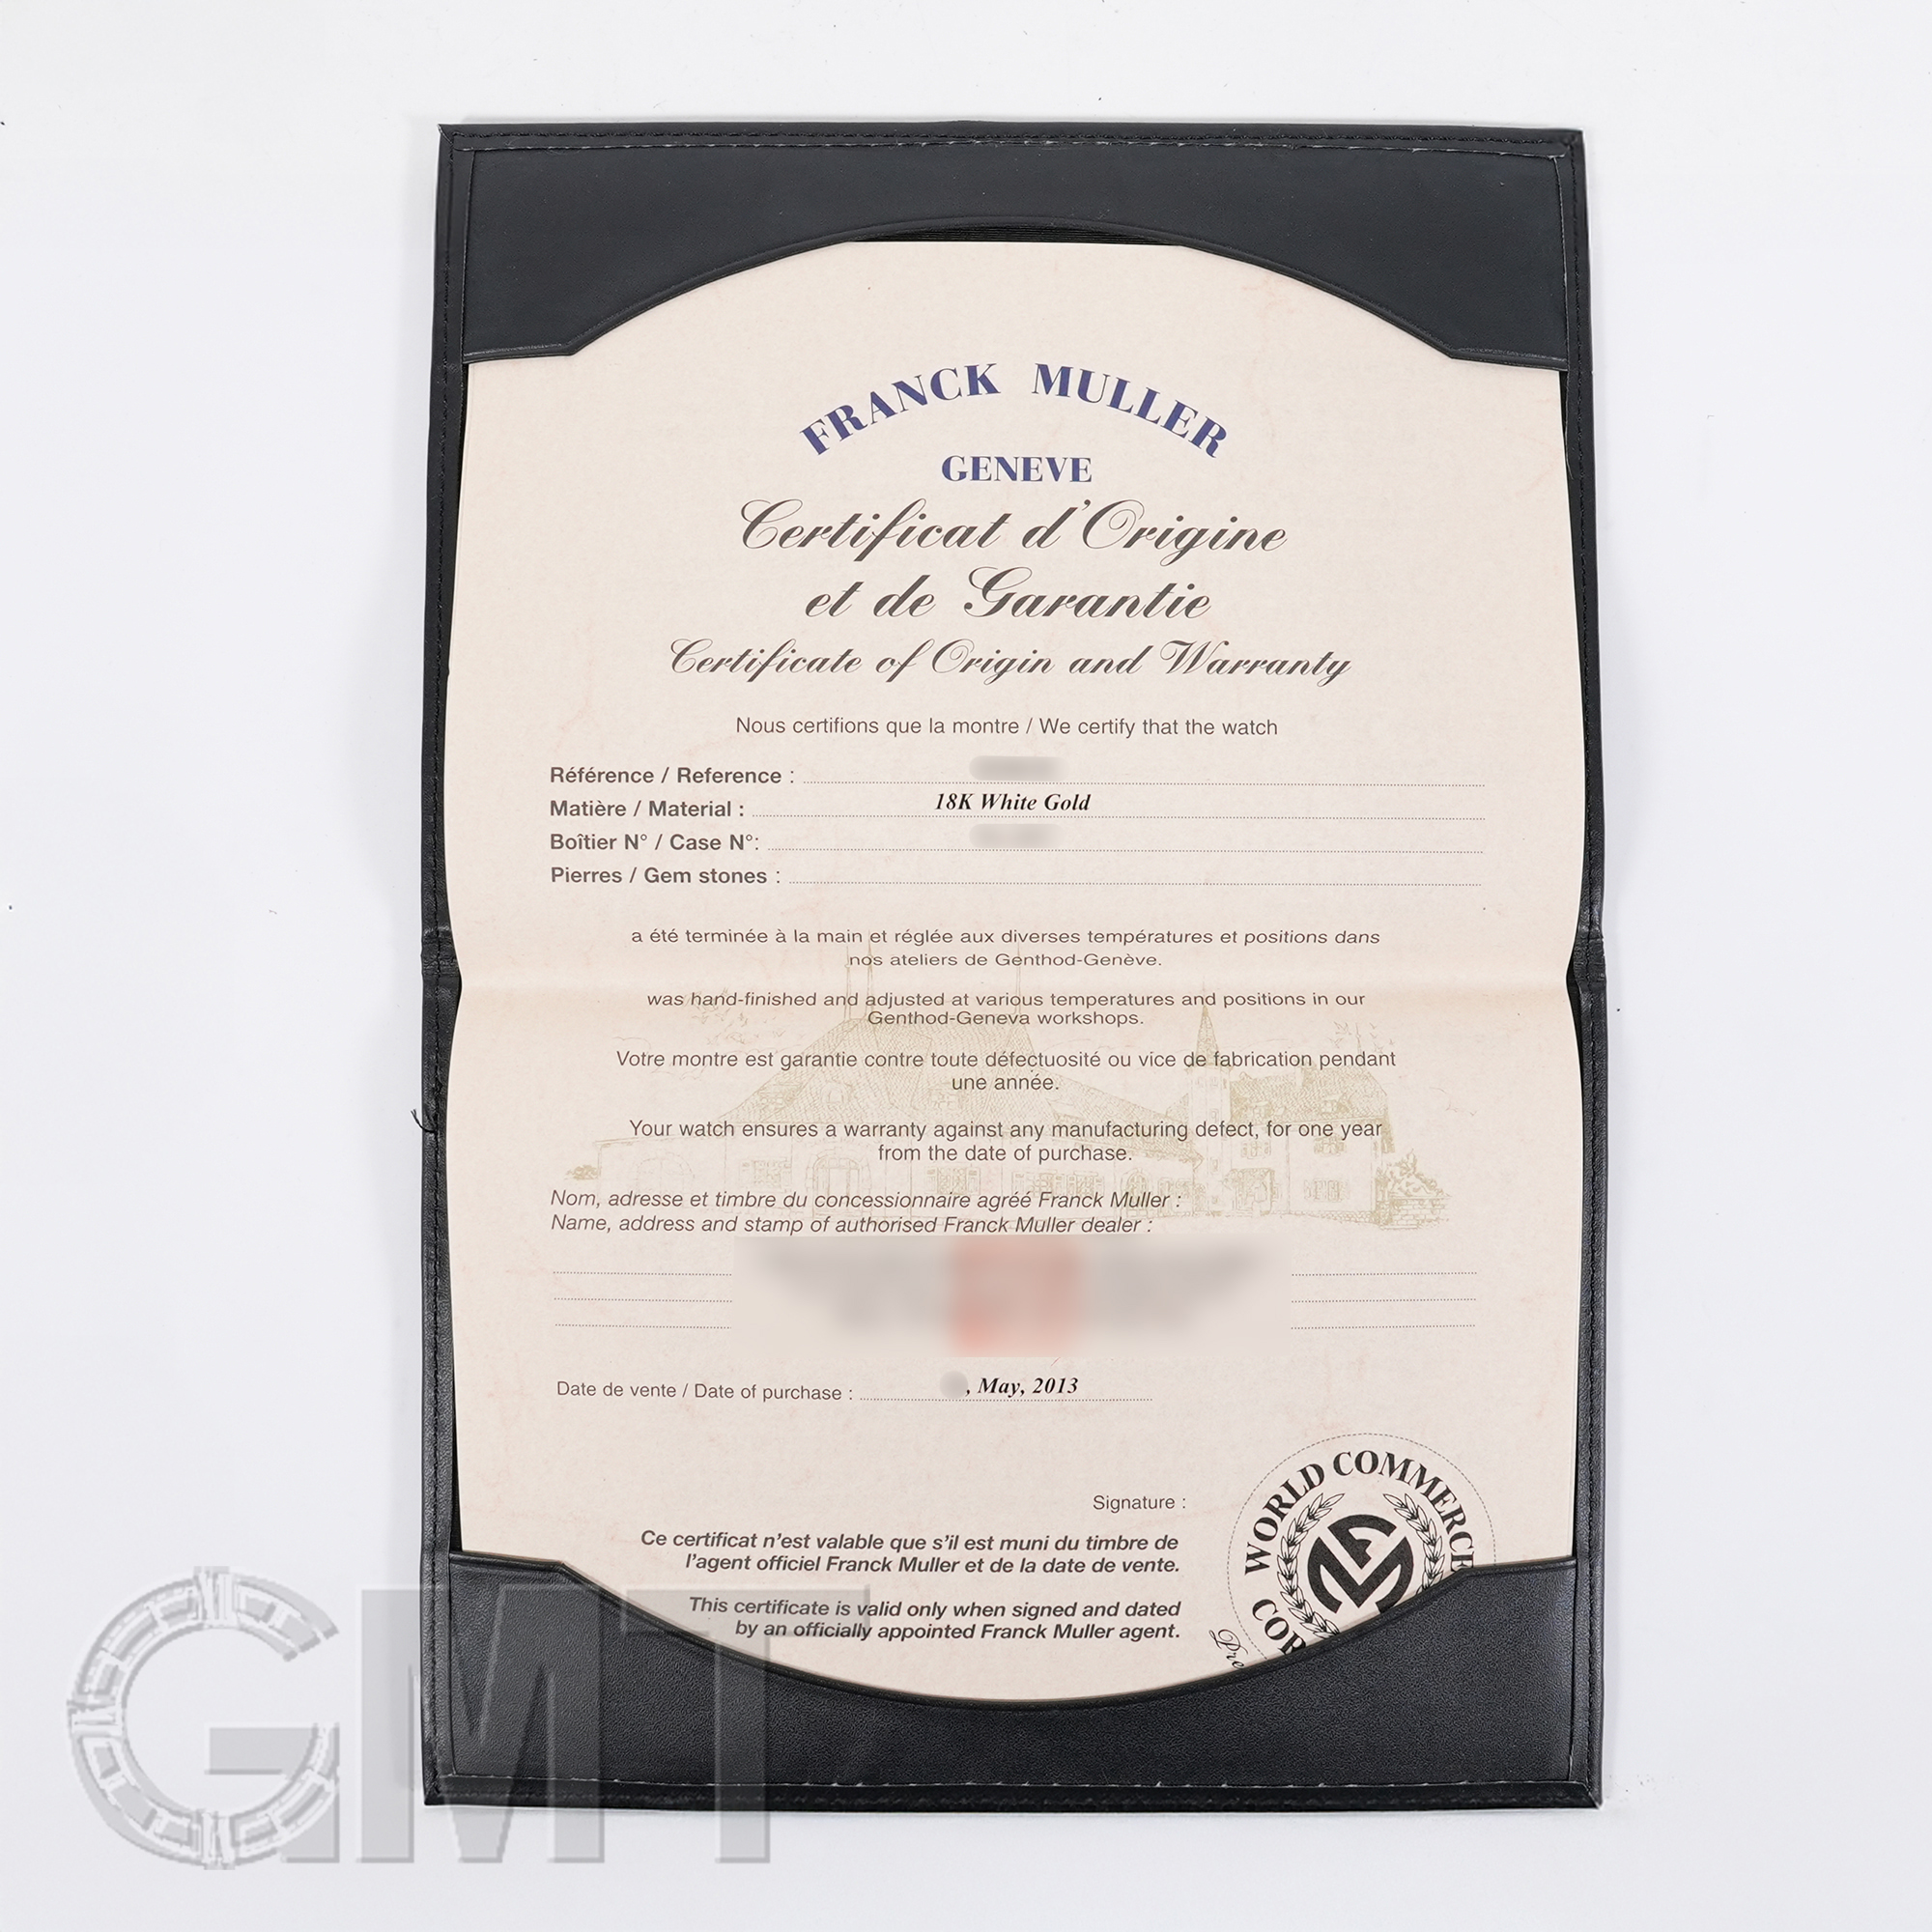 FRANCK MULLER
GENEVE
Certificat d'Origine
et de Garantie
Certificate of Origin and Warranty
Nous certifions que la montre / We certify that the watch
Référence / Reference :
Matière / Material : 18K White Gold
Boîtier N° / Case N°:
Pierres / Gem stones :
a été terminée à la main et réglée aux diverses températures et positions dans
nos ateliers de Genthod-Genève.
was hand-finished and adjusted at various temperatures and positions in our
Genthod-Geneva workshops.
Votre montre est garantie contre toute défectuosité ou vice de fabrication pendant
une année.
Your watch ensures a warranty against any manufacturing defect, for one year
from the date of purchase.
Nom, adresse et timbre du concessionnaire agréé Franck Muller :
Name, address and stamp of authorised Franck Muller dealer :
Date de vente / Date of purchase : , May, 2013
Signature :
Ce certificat n'est valable que s'il est muni du timbre de
l'agent officiel Franck Muller et de la date de vente.
This certificate is valid only when signed and dated
by an officially appointed Franck Muller agent.
WORLD COMMERCE
GMT